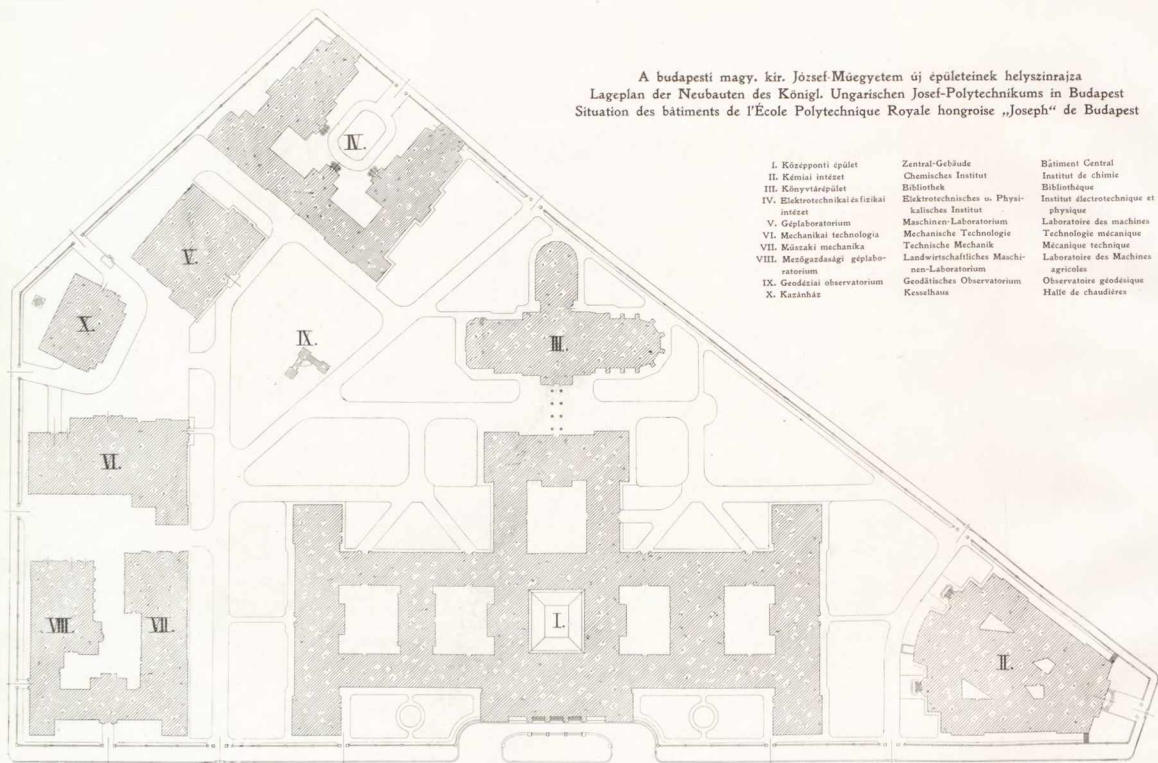 A budapesti magy. kir. József-Műegyetem új épületeinek helyszinrajza
Lageplan der Neubauten des Königl. Ungarischen Josef-Polytechnikums in Budapest
Situation des bâtiments de l'École Polytechnique Royale hongroise „Joseph“ de Budapest
I. Középponti épület Zentral-Gebäude Bâtiment Central
II. Kémiai intézet Chemisches Institut Institut de chimie
III. Könyvtárépület Bibliothek Bibliothèque
IV. Elektrotechnikai és fizikai Elektrotechnisches u. Physi- Institut électrotechnique et
intézet kalisches Institut physique
V. Géplaboratorium Maschinen-Laboratorium Laboratoire des machines
VI. Mechanikai technologia Mechanische Technologie Technologie mécanique
VII. Műszaki mechanika Technische Mechanik Mécanique technique
VIII. Mezőgazdasági géplabo- Landwirtschaftliches Maschi- Laboratoire des Machines
ratorium nen-Laboratorium agricoles
IX. Geodéziai observatorium Geodätisches Observatorium Observatoire géodésique
X. Kazánház Kesselhaus Halle de chaudières
IV.
V.
X.
IX.
III.
VI.
VIII.
VII.
I.
II.